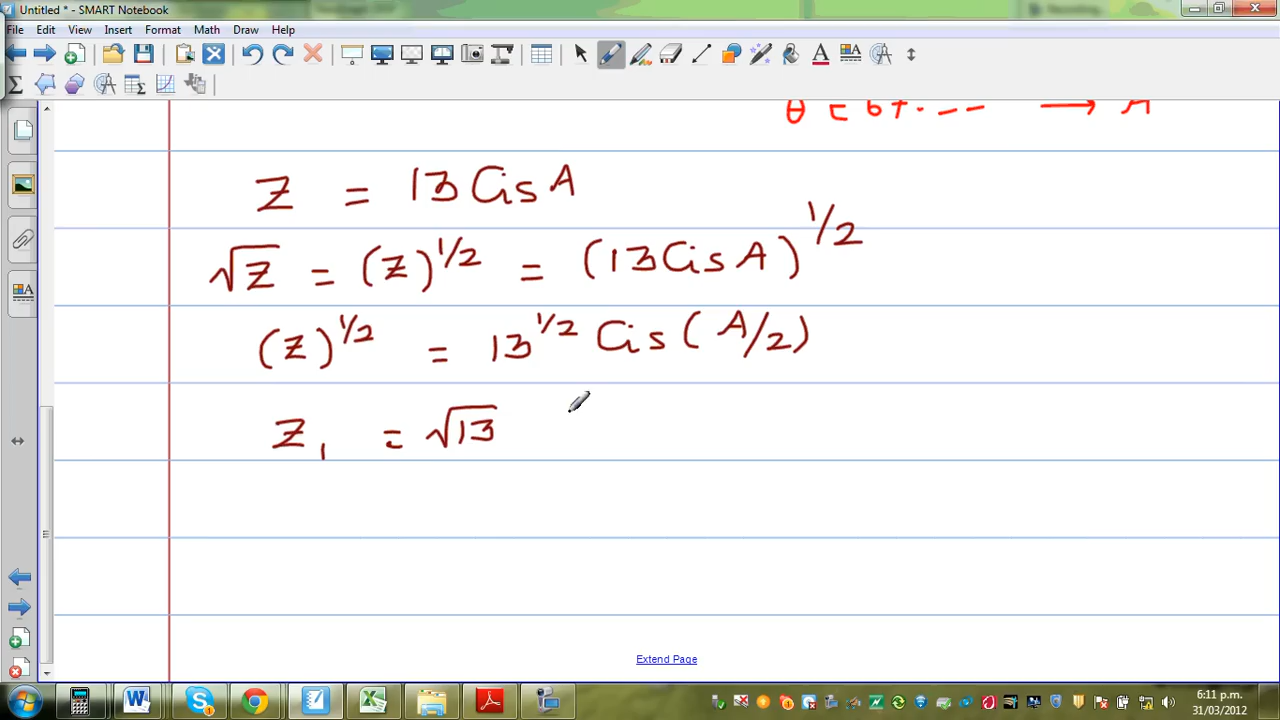 Untitled * - SMART Notebook
File Edit View Insert Format Math Draw Help
Z = 13 Cis A
√Z = (Z)^1/2 = (13 Cis A)^1/2
(Z)^1/2 = 13^1/2 Cis (A/2)
Z₁ = √13
Extend Page
6:11 p.m.
31/03/2012